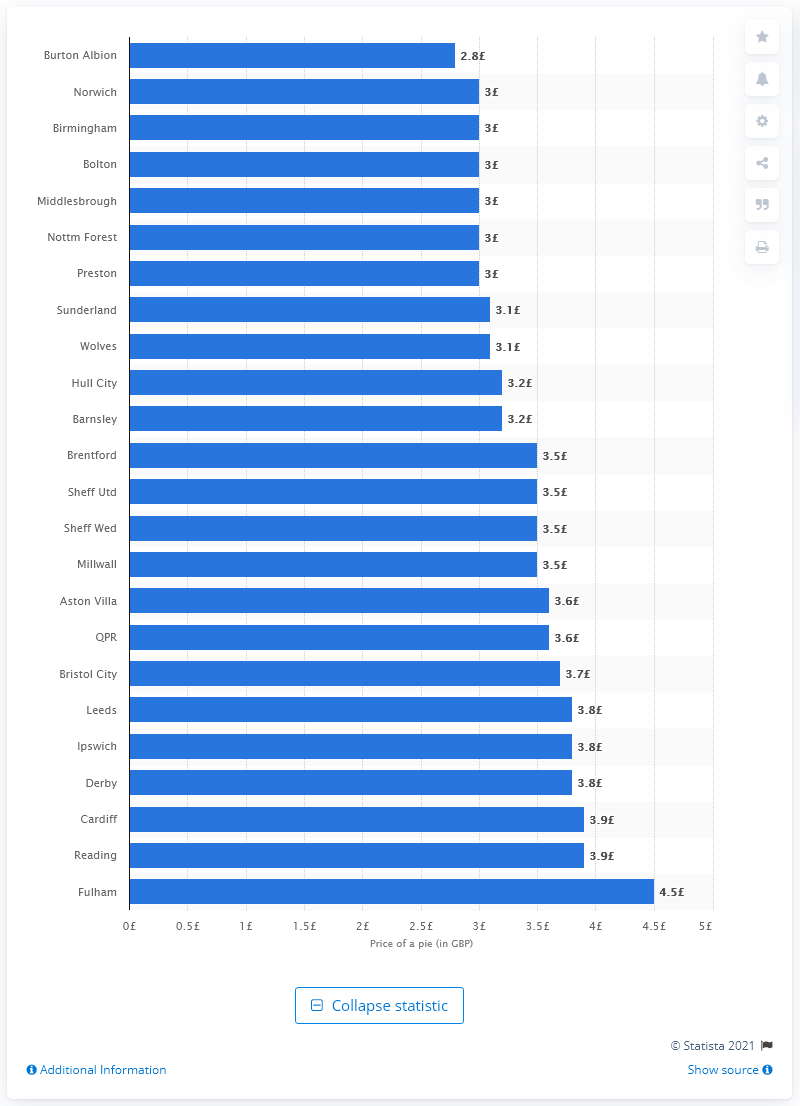 Burton Albion 2.8£
Norwich 3£
Birmingham 3£
Bolton 3£
Middlesbrough 3£
Nottm Forest 3£
Preston 3£
Sunderland 3.1£
Wolves 3.1£
Hull City 3.2£
Barnsley 3.2£
Brentford 3.5£
Sheff Utd 3.5£
Sheff Wed 3.5£
Millwall 3.5£
Aston Villa 3.6£
QPR 3.6£
Bristol City 3.7£
Leeds 3.8£
Ipswich 3.8£
Derby 3.8£
Cardiff 3.9£
Reading 3.9£
Fulham 4.5£
0£ 0.5£ 1£ 1.5£ 2£ 2.5£ 3£ 3.5£ 4£ 4.5£ 5£
Price of a pie (in GBP)
Collapse statistic
© Statista 2021
Additional Information Show source